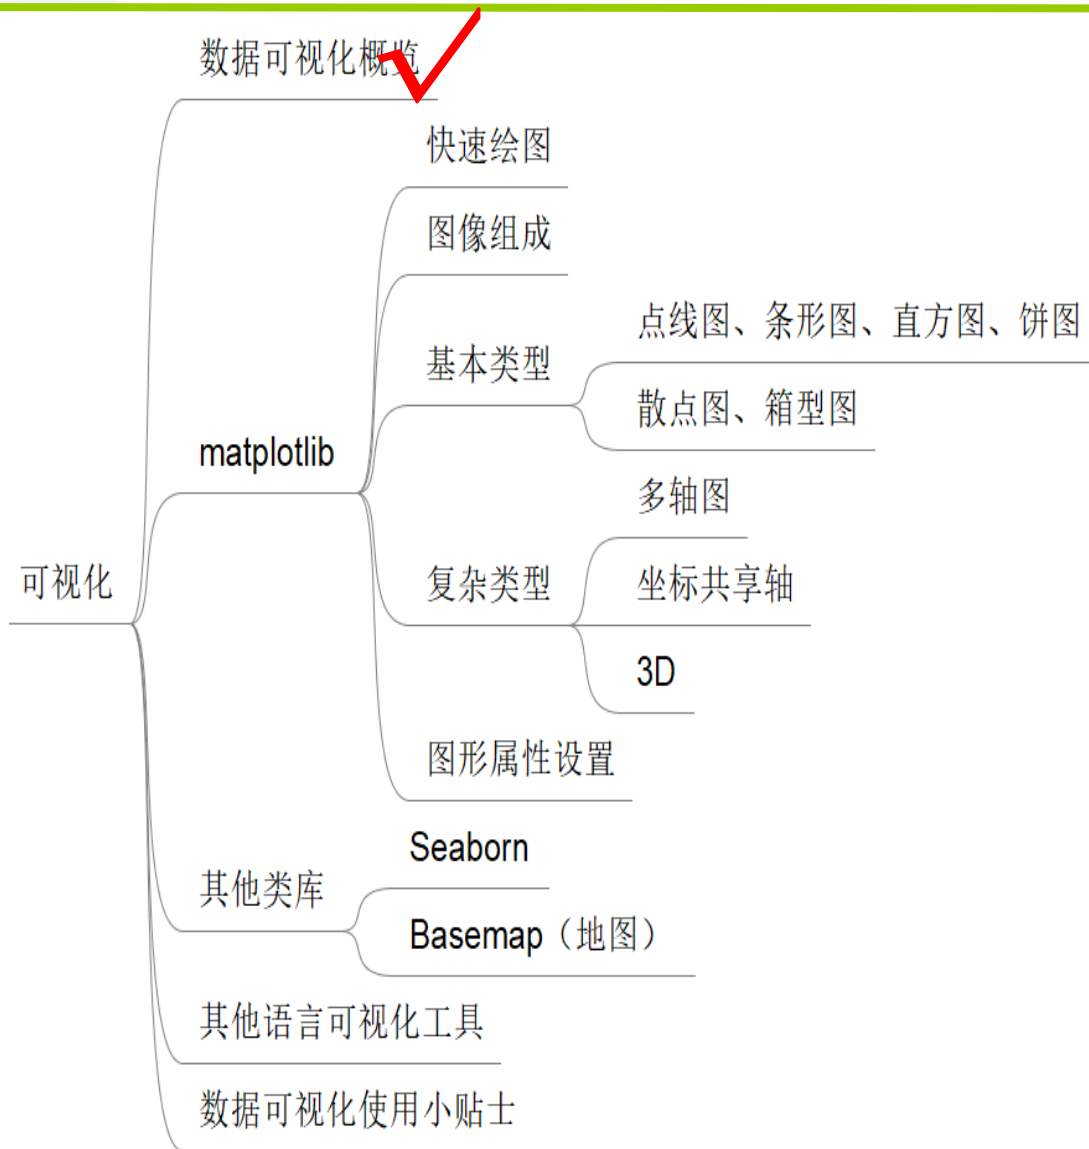 数据可视化概览
快速绘图
图像组成
点线图、条形图、直方图、饼图
基本类型
散点图、箱型图
matplotlib
多轴图
可视化
复杂类型
坐标共享轴
3D
图形属性设置
Seaborn
其他类库
Basemap（地图）
其他语言可视化工具
数据可视化使用小贴士